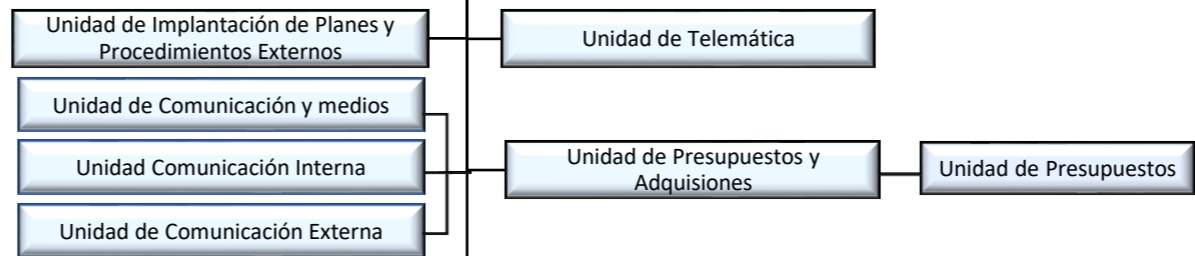 Unidad de Implantación de Planes y
Procedimientos Externos
Unidad de Telemática
Unidad de Comunicación y medios
Unidad Comunicación Interna
Unidad de Presupuestos y
Adquisiones
Unidad de Presupuestos
Unidad de Comunicación Externa